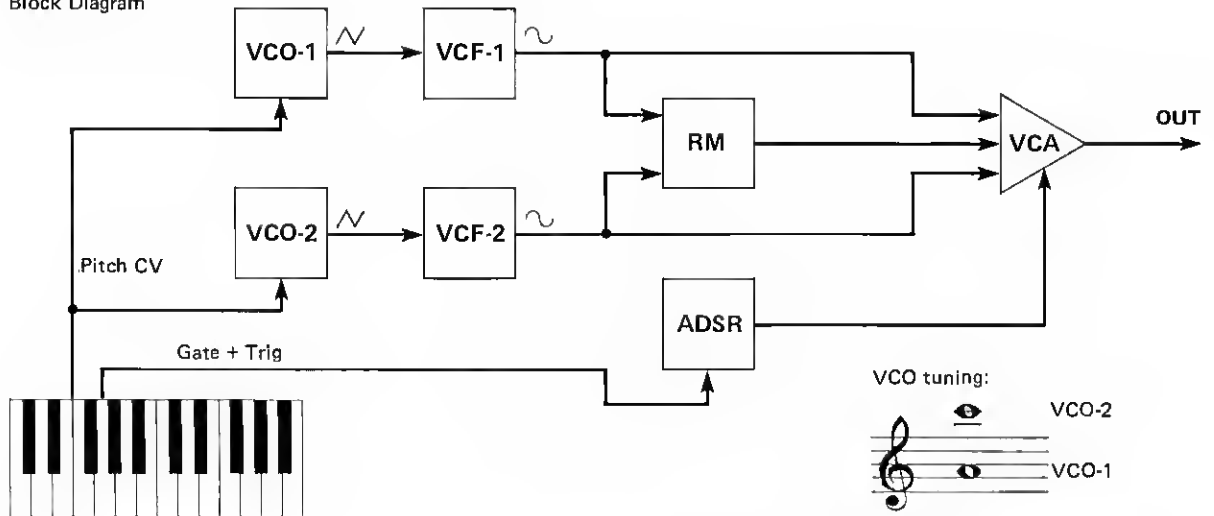 Block Diagram
VCO-1
VCF-1
RM
VCA
OUT
VCO-2
VCF-2
Pitch CV
ADSR
Gate + Trig
VCO tuning:
VCO-2
VCO-1